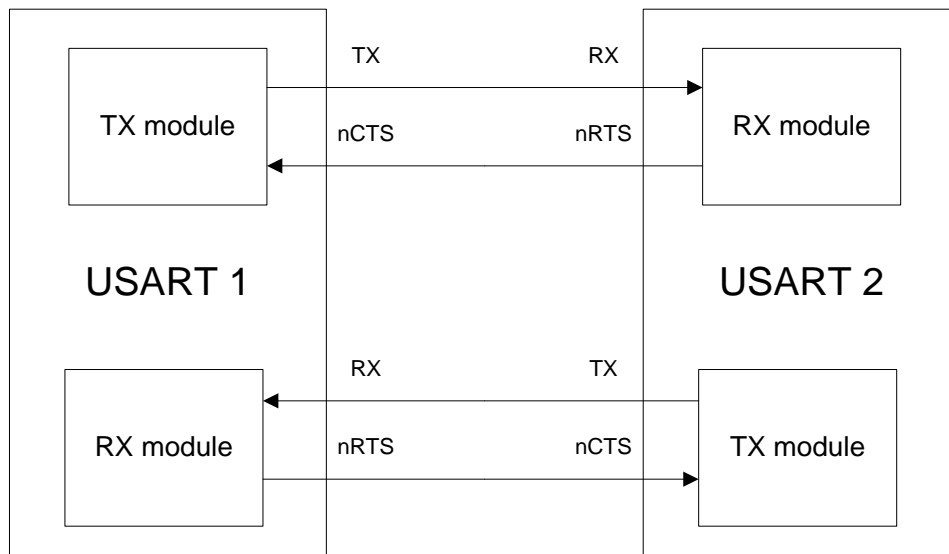 TX RX
TX module RX module
nCTS nRTS
USART 1 USART 2
RX TX
RX module TX module
nRTS nCTS